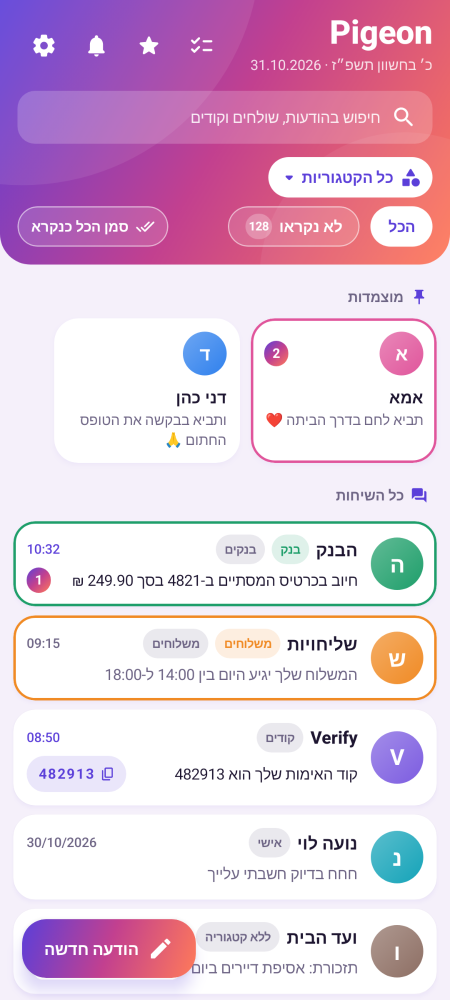 Pigeon
כ׳ בחשוון תשפ״ז · 31.10.2026
חיפוש בהודעות, שולחים וקודים
כל הקטגוריות
הכל
לא נקראו 128
סמן הכל כנקרא
מוצמדות
א
2
אמא
תביא לחם בדרך הביתה ❤️
ד
דני כהן
ותביא בבקשה את הטופס
החתום 🙏
כל השיחות
ה
הבנק בנק בנקים 10:32
חיוב בכרטיס המסתיים ב-4821 בסך 249.90 ₪ 1
ש
שליחויות משלוחים משלוחים 09:15
המשלוח שלך יגיע היום בין 14:00 ל-18:00
V
Verify קודים 08:50
קוד האימות שלך הוא 482913 482913
נ
נועה לוי אישי 30/10/2026
חחח בדיוק חשבתי עלייך
ו
ועד הבית ללא קטגוריה
תזכורת: אסיפת דיירים ביום
הודעה חדשה